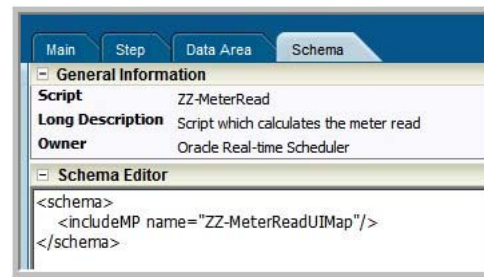 Main Step Data Area Schema
General Information
Script ZZ-MeterRead
Long Description Script which calculates the meter read
Owner Oracle Real-time Scheduler
Schema Editor
<schema>
<includeMP name="ZZ-MeterReadUIMap"/>
</schema>